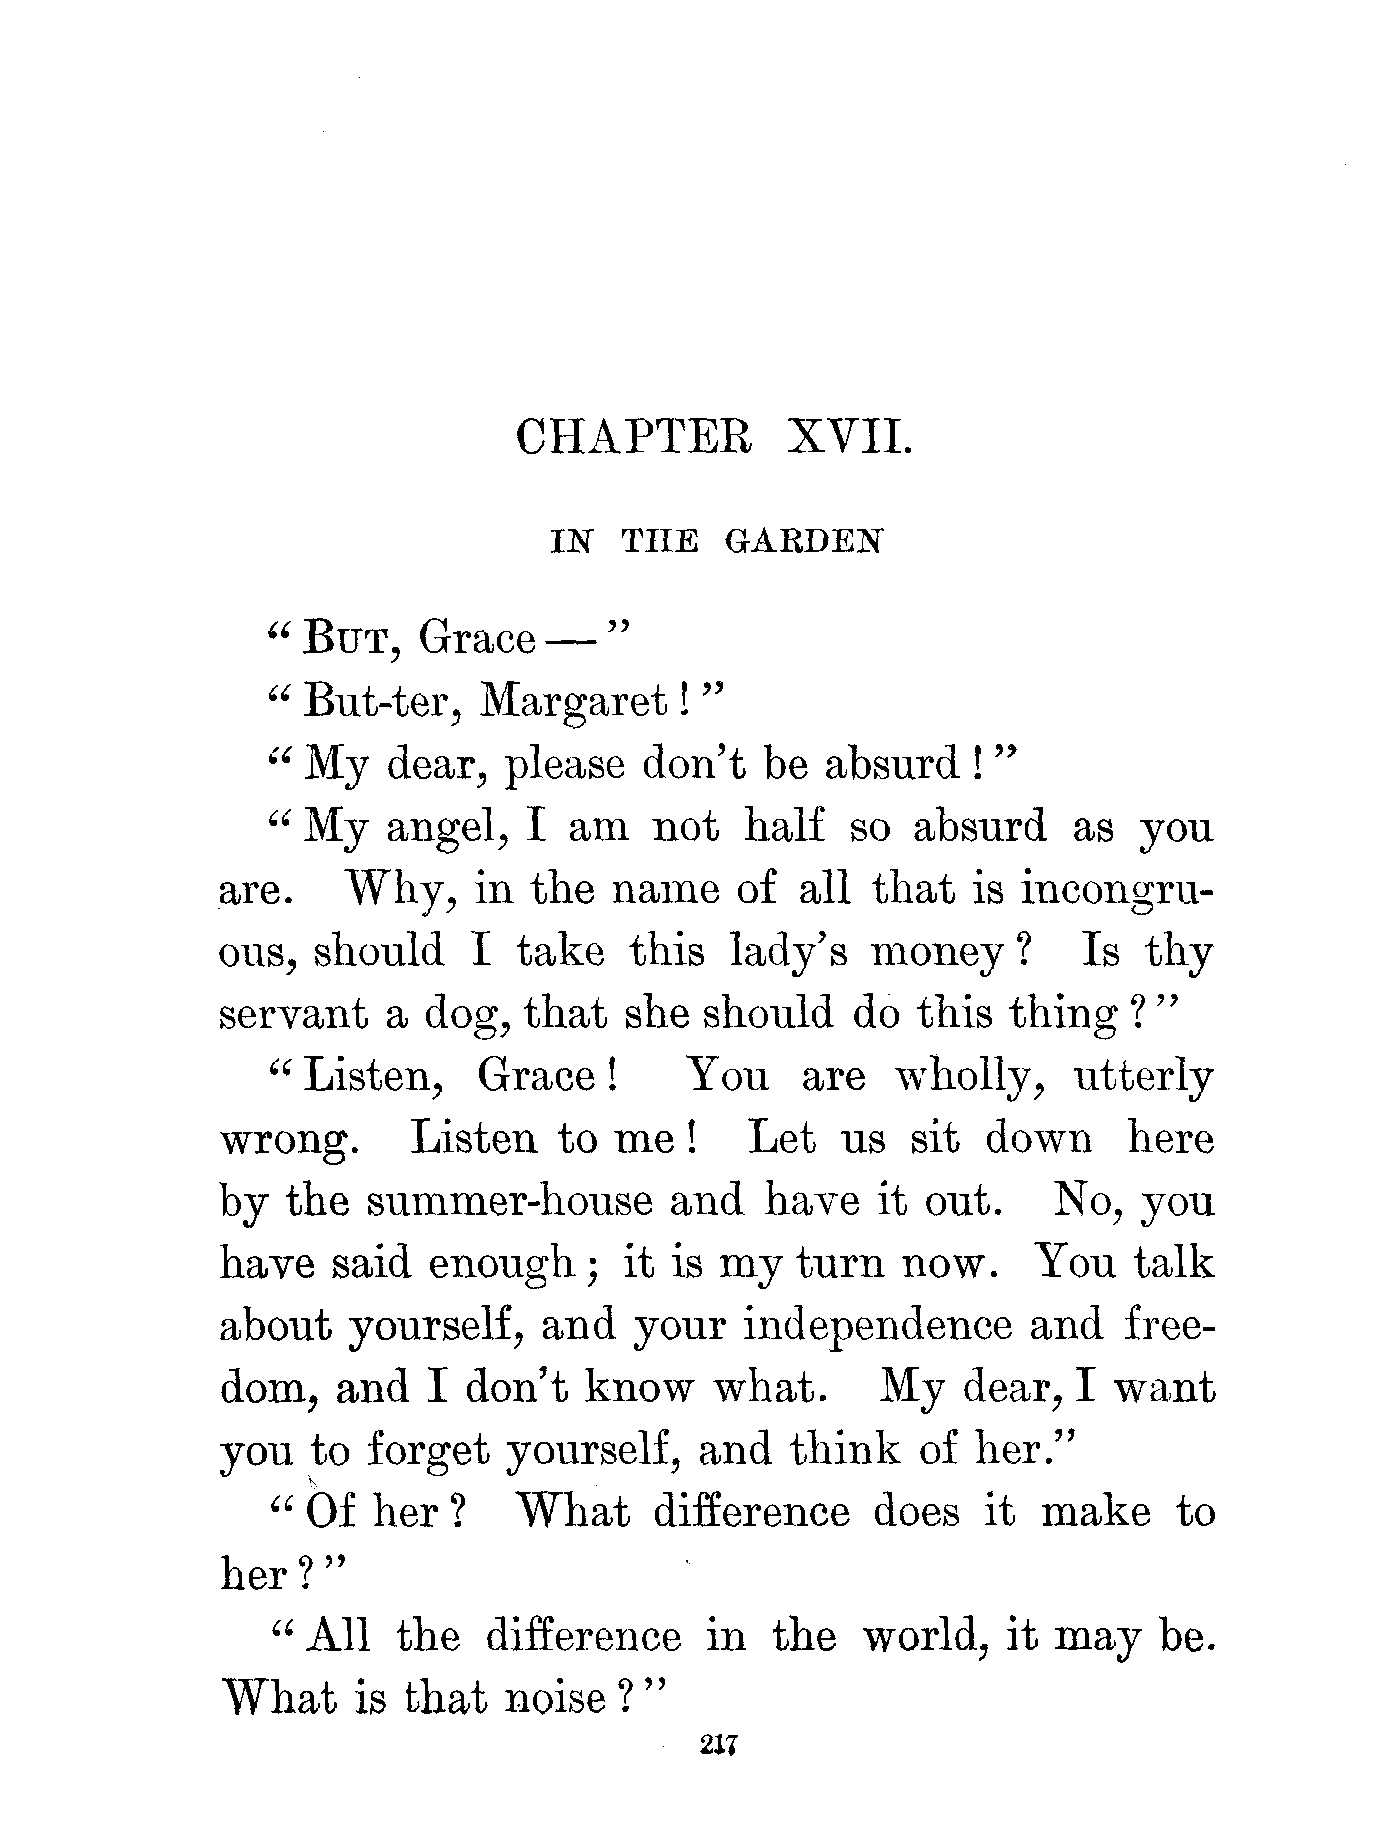 CHAPTER XVII.
IN THE GARDEN
"BUT, Grace—"
"But-ter, Margaret!"
"My dear, please don't be absurd!"
"My angel, I am not half so absurd as you
are. Why, in the name of all that is incongru-
ous, should I take this lady's money? Is thy
servant a dog, that she should do this thing?"
"Listen, Grace! You are wholly, utterly
wrong. Listen to me! Let us sit down here
by the summer-house and have it out. No, you
have said enough; it is my turn now. You talk
about yourself, and your independence and free-
dom, and I don't know what. My dear, I want
you to forget yourself, and think of her."
"Of her? What difference does it make to
her?"
"All the difference in the world, it may be.
What is that noise?"
217